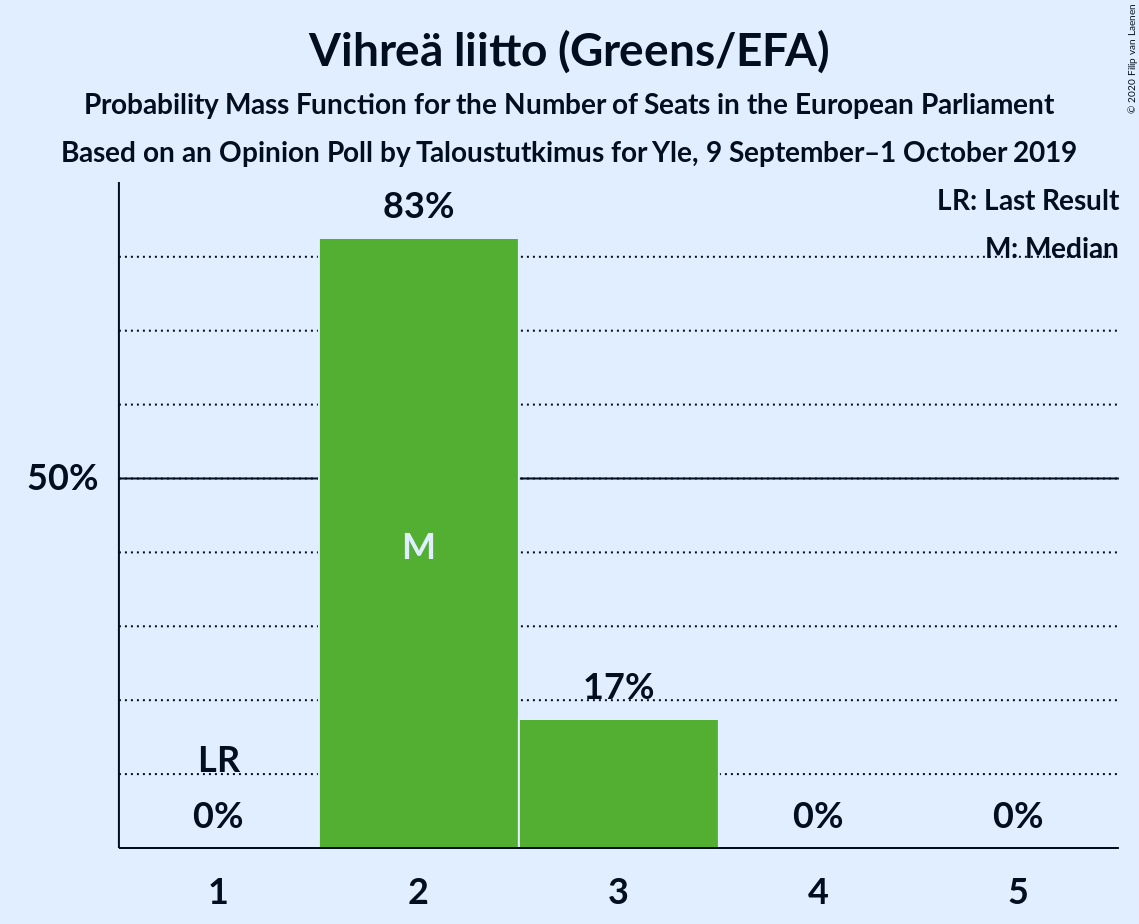 Vihreä liitto (Greens/EFA)
Probability Mass Function for the Number of Seats in the European Parliament
Based on an Opinion Poll by Taloustutkimus for Yle, 9 September–1 October 2019
© 2020 Filip van Laenen
LR: Last Result
M: Median
83%
50%
M
17%
LR
0%
0%
0%
1
2
3
4
5